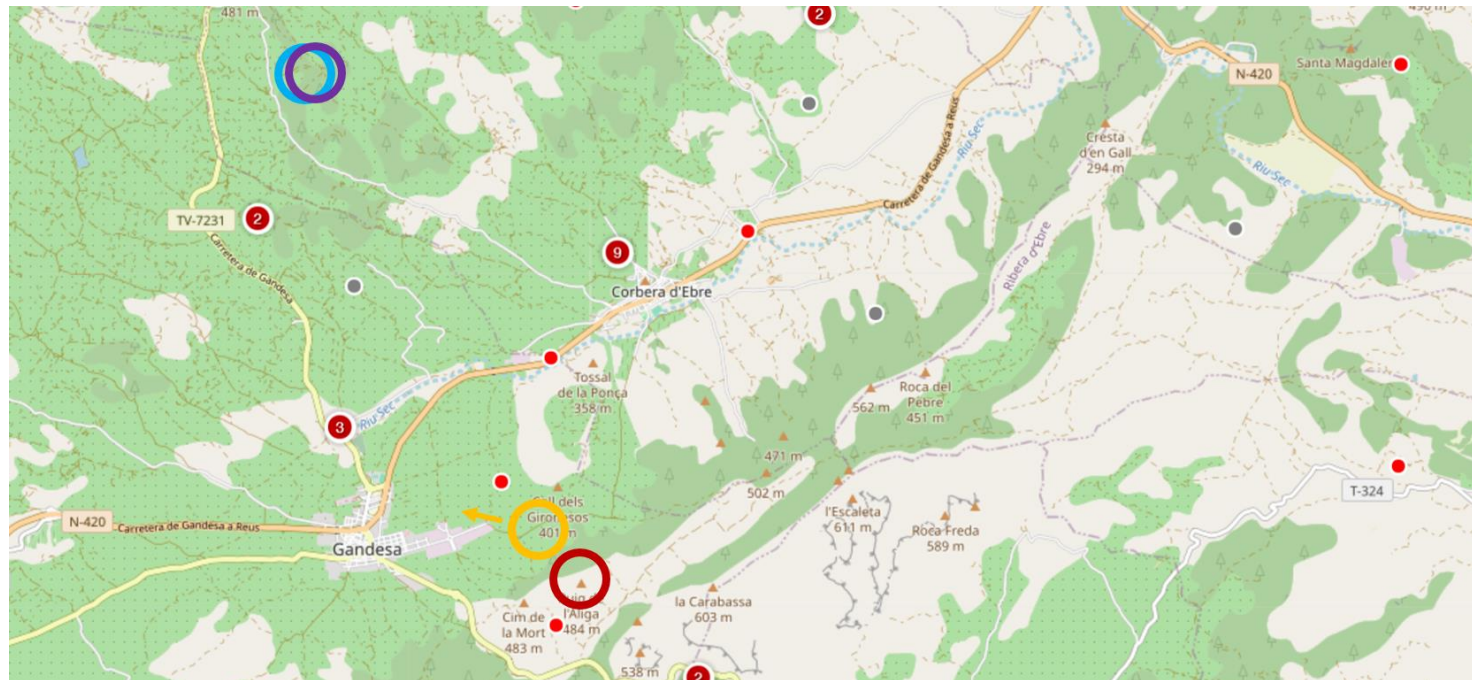 481 m
2
N-420
Santa Magdalen
Cresta
d'en Gall
294 m
Riu Sec
Riu Sec
Carretera de Gandesa a Reus
TV-7231
2
Carretera de Gandesa
9
Corbera d'Ebre
Ribera d'Ebre
Tossal
de la Ponça
358 m
562 m
Roca del
Pebre
451 m
3
Riu Sec
471 m
502 m
Coll dels
Gironesos
401 m
l'Escaleta
611 m
Roca Freda
589 m
T-324
N-420
Carretera de Gandesa a Reus
Gandesa
Cim de
la Mort
483 m
l'Àliga
484 m
la Carabassa
603 m
538 m
2